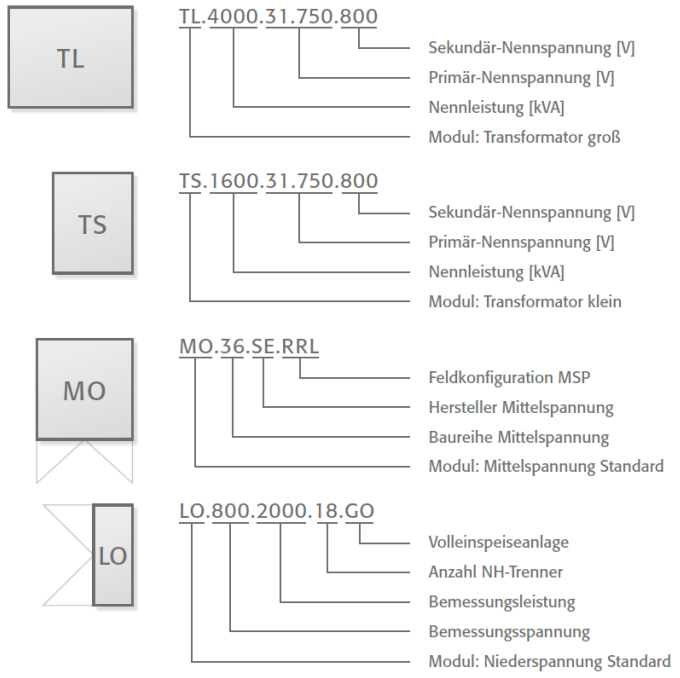 TL
TL.4000.31.750.800
Sekundär-Nennspannung [V]
Primär-Nennspannung [V]
Nennleistung [kVA]
Modul: Transformator groß
TS
TS.1600.31.750.800
Sekundär-Nennspannung [V]
Primär-Nennspannung [V]
Nennleistung [kVA]
Modul: Transformator klein
MO
MO.36.SE.RRL
Feldkonfiguration MSP
Hersteller Mittelspannung
Baureihe Mittelspannung
Modul: Mittelspannung Standard
LO
LO.800.2000.18.GO
Volleinspeiseanlage
Anzahl NH-Trenner
Bemessungsleistung
Bemessungsspannung
Modul: Niederspannung Standard